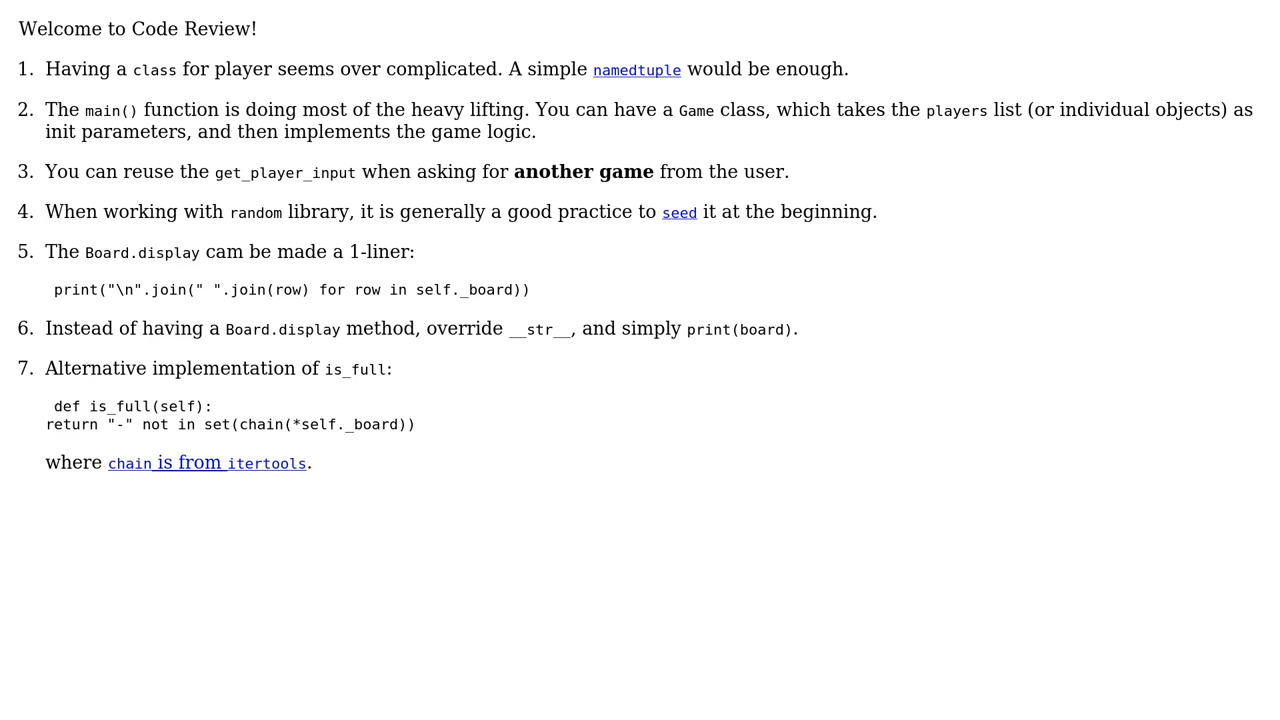 Welcome to Code Review!
1. Having a class for player seems over complicated. A simple namedtuple would be enough.
2. The main() function is doing most of the heavy lifting. You can have a Game class, which takes the players list (or individual objects) as
init parameters, and then implements the game logic.
3. You can reuse the get_player_input when asking for another game from the user.
4. When working with random library, it is generally a good practice to seed it at the beginning.
5. The Board.display cam be made a 1-liner:
print("\n".join(" ".join(row) for row in self._board))
6. Instead of having a Board.display method, override __str__, and simply print(board).
7. Alternative implementation of is_full:
def is_full(self):
return "-" not in set(chain(*self._board))
where chain is from itertools.